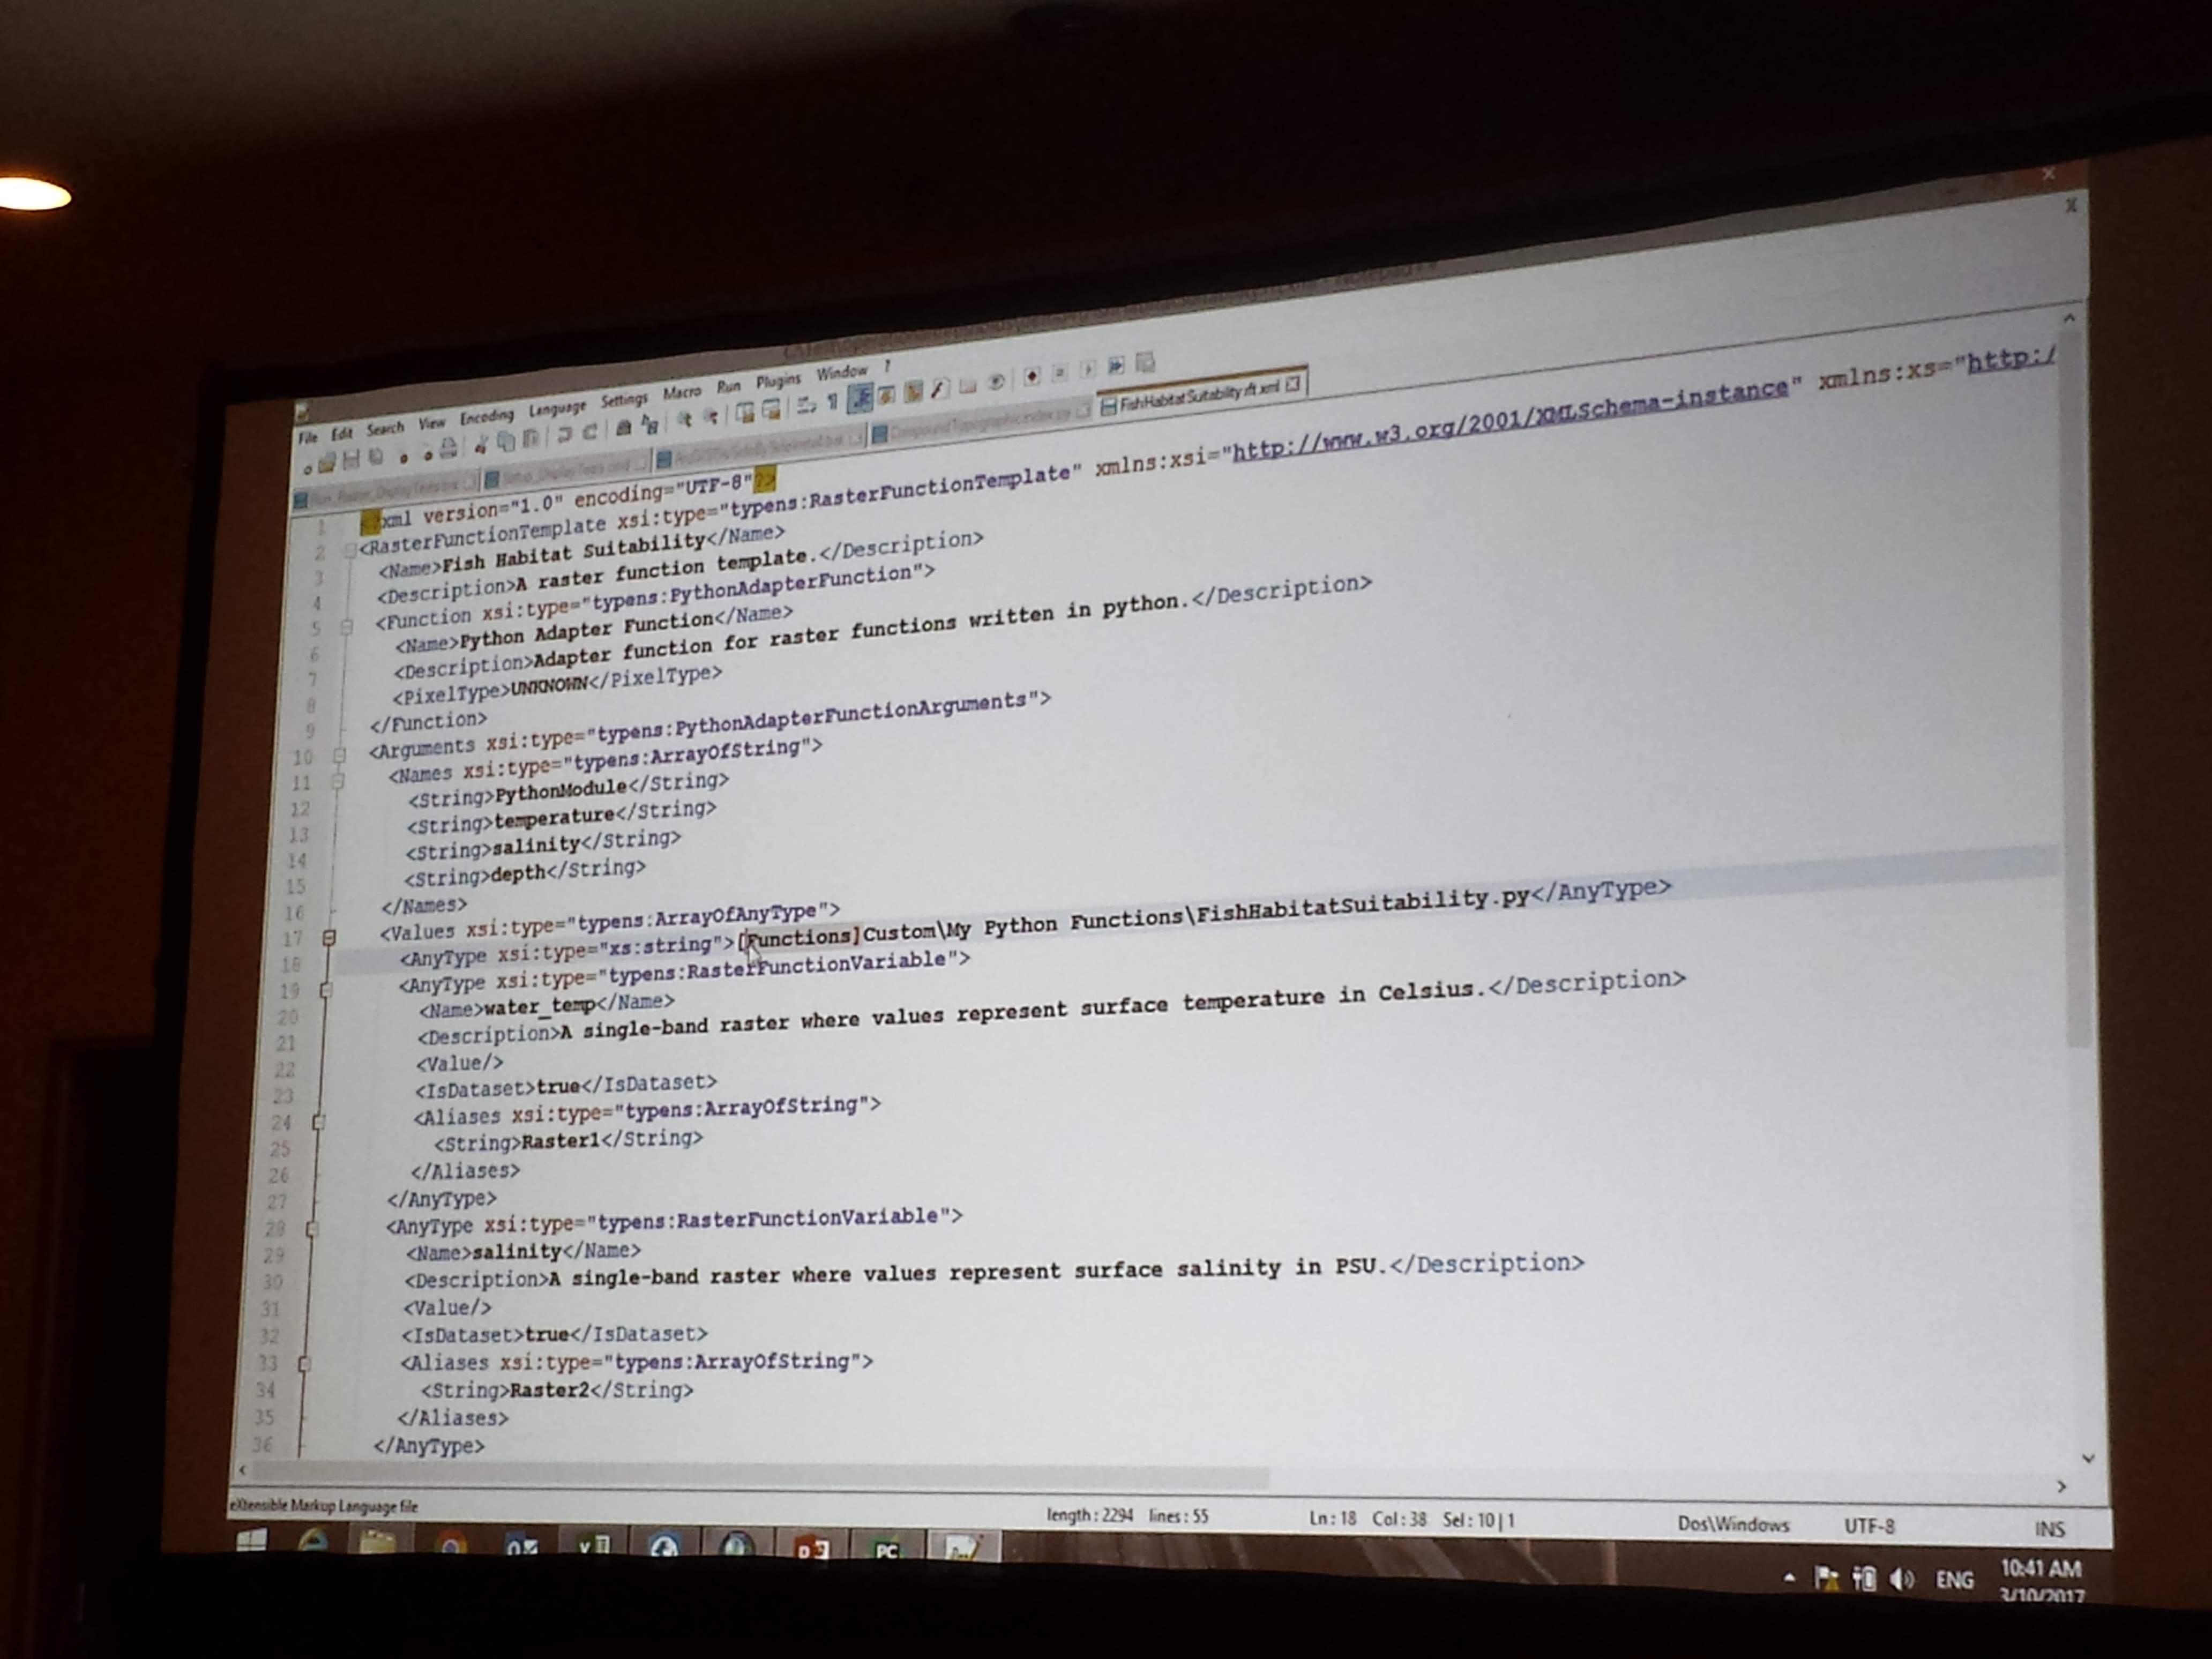 File Edit Search View Encoding Language Settings Macro Run Plugins Window ?
FishHabitatSuitability.rft.xml
1 <?xml version="1.0" encoding="UTF-8"?>
2 <RasterFunctionTemplate xsi:type="typens:RasterFunctionTemplate" xmlns:xsi="http://www.w3.org/2001/XMLSchema-instance" xmlns:xs="http:/
3 <Name>Fish Habitat Suitability</Name>
4 <Description>A raster function template.</Description>
5 <Function xsi:type="typens:PythonAdapterFunction">
6 <Name>Python Adapter Function</Name>
7 <Description>Adapter function for raster functions written in python.</Description>
8 <PixelType>UNKNOWN</PixelType>
9 </Function>
10 <Arguments xsi:type="typens:PythonAdapterFunctionArguments">
11 <Names xsi:type="typens:ArrayOfString">
12 <String>PythonModule</String>
13 <String>temperature</String>
14 <String>salinity</String>
15 <String>depth</String>
16 </Names>
17 <Values xsi:type="typens:ArrayOfAnyType">
18 <AnyType xsi:type="xs:string">[Functions]Custom\My Python Functions\FishHabitatSuitability.py</AnyType>
19 <AnyType xsi:type="typens:RasterFunctionVariable">
20 <Name>water_temp</Name>
21 <Description>A single-band raster where values represent surface temperature in Celsius.</Description>
22 <Value/>
23 <IsDataset>true</IsDataset>
24 <Aliases xsi:type="typens:ArrayOfString">
25 <String>Raster1</String>
26 </Aliases>
27 </AnyType>
28 <AnyType xsi:type="typens:RasterFunctionVariable">
29 <Name>salinity</Name>
30 <Description>A single-band raster where values represent surface salinity in PSU.</Description>
31 <Value/>
32 <IsDataset>true</IsDataset>
33 <Aliases xsi:type="typens:ArrayOfString">
34 <String>Raster2</String>
35 </Aliases>
36 </AnyType>
eXtensible Markup Language file length : 2294 lines : 55 Ln : 18 Col : 38 Sel : 10 | 1 Dos\Windows UTF-8 INS
PC
ENG 10:41 AM
3/10/2017